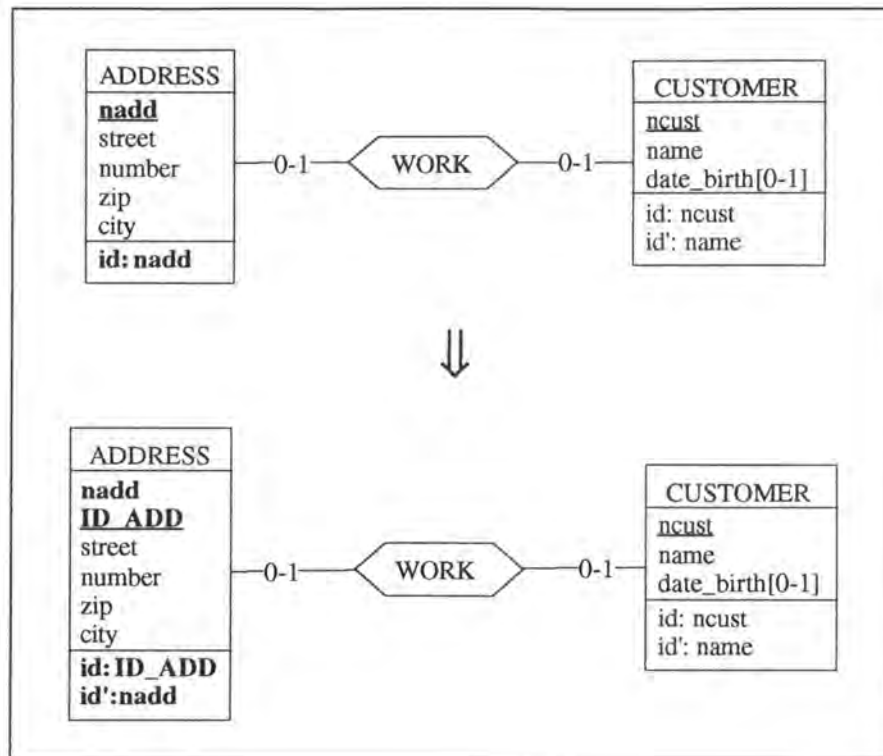 ADDRESS
nadd
street
number
zip
city
id: nadd
0-1
WORK
0-1
CUSTOMER
ncust
name
date_birth[0-1]
id: ncust
id': name
⇓
ADDRESS
nadd
ID_ADD
street
number
zip
city
id: ID_ADD
id':nadd
0-1
WORK
0-1
CUSTOMER
ncust
name
date_birth[0-1]
id: ncust
id': name